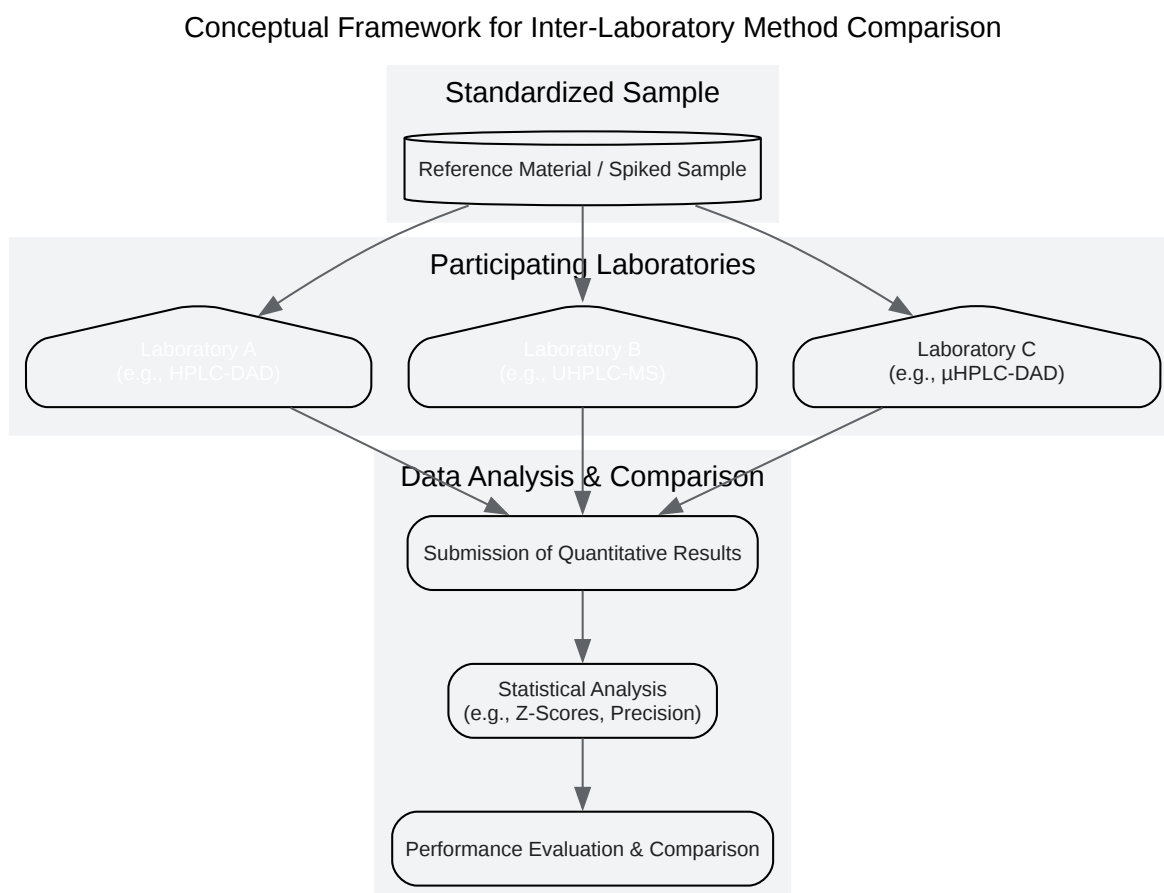 Conceptual Framework for Inter-Laboratory Method Comparison
Standardized Sample
Reference Material / Spiked Sample
Participating Laboratories
Laboratory A
(e.g., HPLC-DAD)
Laboratory B
(e.g., UHPLC-MS)
Laboratory C
(e.g., µHPLC-DAD)
Data Analysis & Comparison
Submission of Quantitative Results
Statistical Analysis
(e.g., Z-Scores, Precision)
Performance Evaluation & Comparison